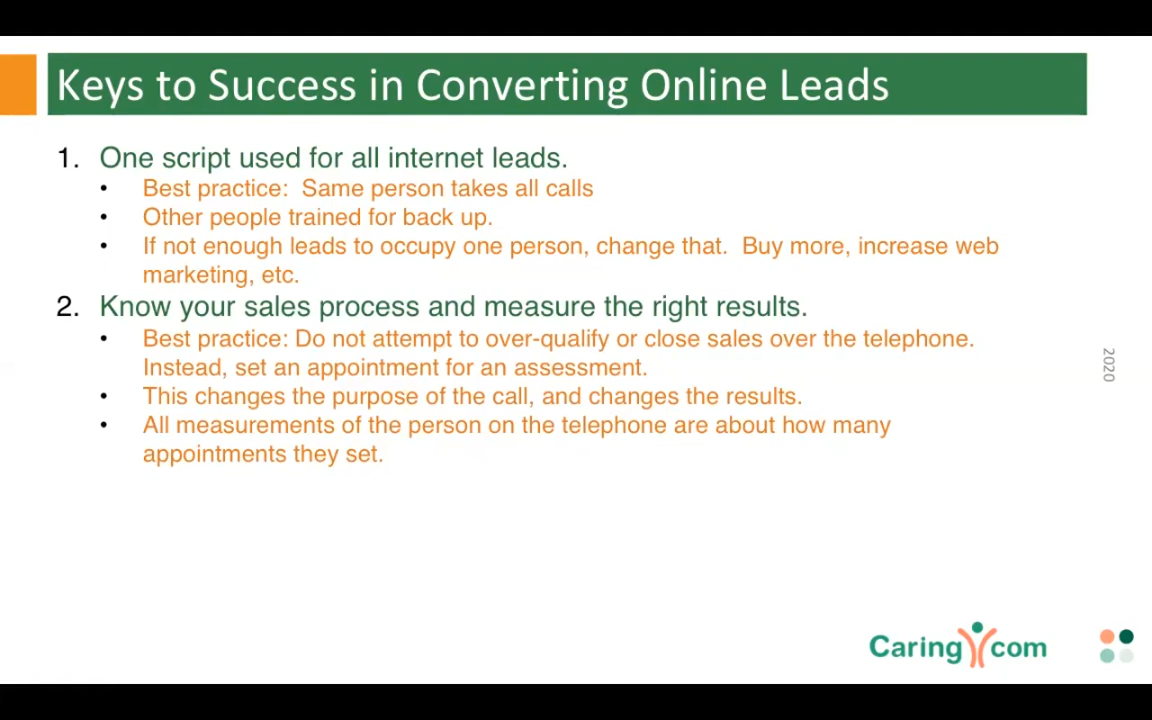 Keys to Success in Converting Online Leads
1. One script used for all internet leads.
• Best practice:  Same person takes all calls
• Other people trained for back up.
• If not enough leads to occupy one person, change that.  Buy more, increase web
marketing, etc.
2. Know your sales process and measure the right results.
• Best practice: Do not attempt to over-qualify or close sales over the telephone.
Instead, set an appointment for an assessment.
• This changes the purpose of the call, and changes the results.
• All measurements of the person on the telephone are about how many
appointments they set.
2020
Caring com